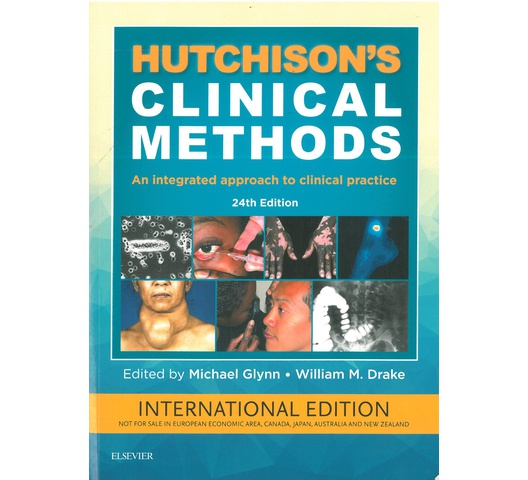 HUTCHISON'S
CLINICAL
METHODS
An integrated approach to clinical practice
24th Edition
Edited by Michael Glynn • William M. Drake
INTERNATIONAL EDITION
NOT FOR SALE IN EUROPEAN ECONOMIC AREA, CANADA, JAPAN, AUSTRALIA AND NEW ZEALAND
ELSEVIER